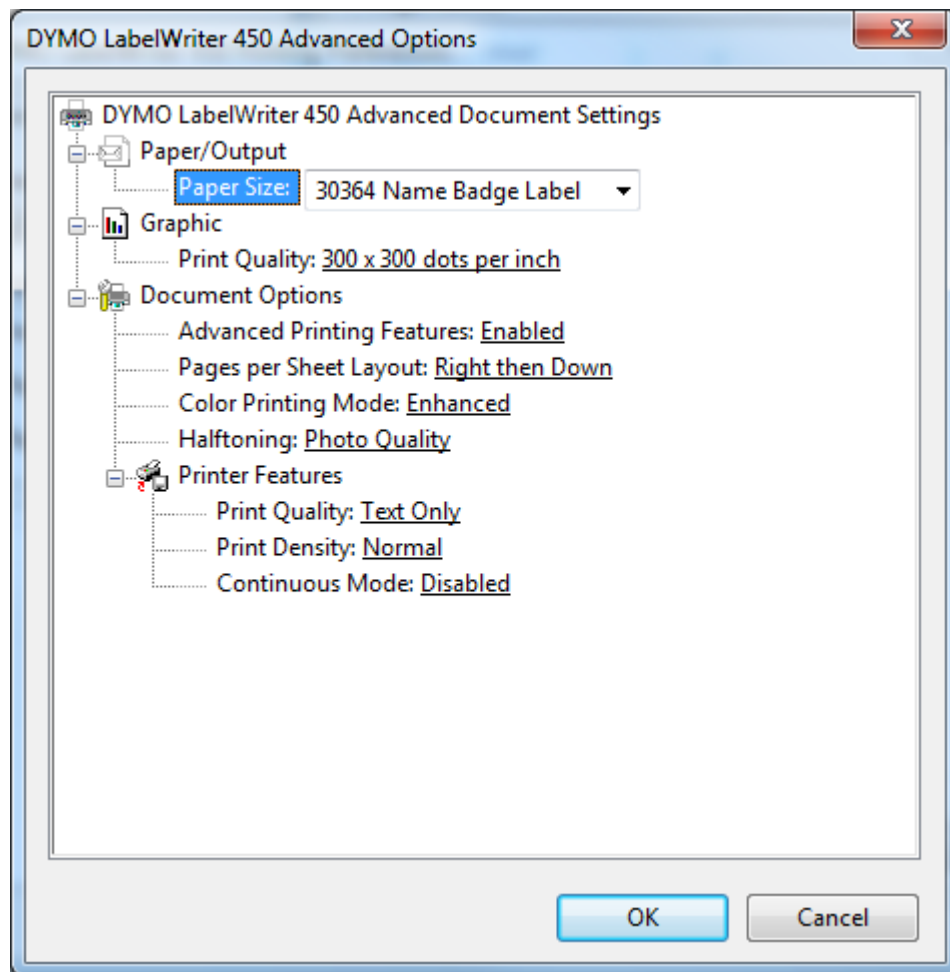 DYMO LabelWriter 450 Advanced Options
DYMO LabelWriter 450 Advanced Document Settings
Paper/Output
Paper Size: 30364 Name Badge Label
Graphic
Print Quality: 300 x 300 dots per inch
Document Options
Advanced Printing Features: Enabled
Pages per Sheet Layout: Right then Down
Color Printing Mode: Enhanced
Halftoning: Photo Quality
Printer Features
Print Quality: Text Only
Print Density: Normal
Continuous Mode: Disabled
OK Cancel